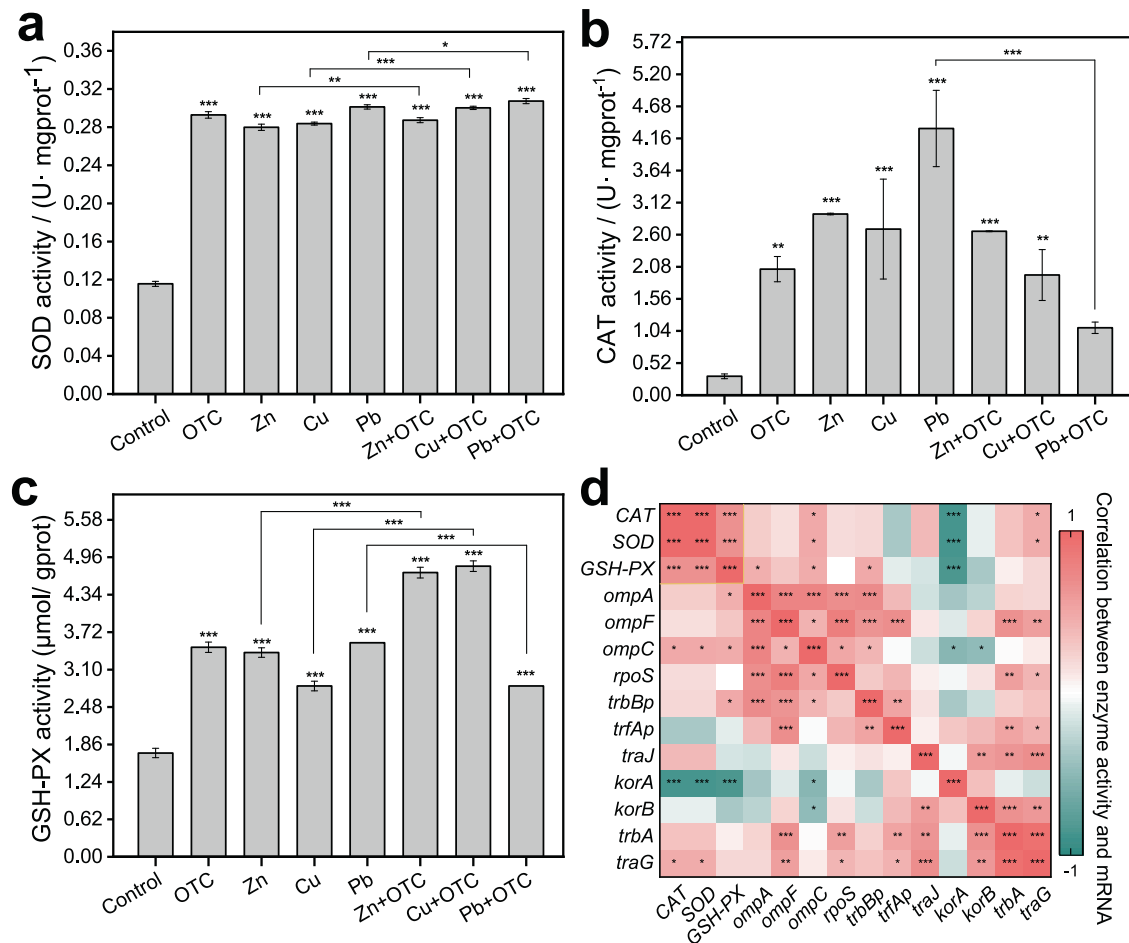 a
SOD activity / (U· mgprot⁻¹)
0.36
0.32
0.28
0.24
0.20
0.16
0.12
0.08
0.04
0.00
***
***
***
***
***
***
***
**
***
*
Control
OTC
Zn
Cu
Pb
Zn+OTC
Cu+OTC
Pb+OTC
b
CAT activity / (U· mgprot⁻¹)
5.72
5.20
4.68
4.16
3.64
3.12
2.60
2.08
1.56
1.04
0.52
0.00
**
***
***
***
***
**
***
Control
OTC
Zn
Cu
Pb
Zn+OTC
Cu+OTC
Pb+OTC
c
GSH-PX activity (μmol/ gprot)
5.58
4.96
4.34
3.72
3.10
2.48
1.86
1.24
0.62
0.00
***
***
***
***
***
***
***
***
***
***
Control
OTC
Zn
Cu
Pb
Zn+OTC
Cu+OTC
Pb+OTC
d
CAT *** *** *** * *** *
SOD *** *** *** * *** *
GSH-PX *** *** *** * * * ***
ompA * *** *** *** *** ***
ompF *** *** * *** *** *** *** **
ompC * * * *** * *** * * * *
rpoS *** *** * *** ** *
trbBp * *** *** * *** **
trfAp *** ** *** ** *
traJ *** ** ** ***
korA *** *** *** * ***
korB * ** *** *** **
trbA *** ** ** ** *** *** ***
traG * * ** * * *** ** *** ***
CAT
SOD
GSH-PX
ompA
ompF
ompC
rpoS
trbBp
trfAp
traJ
korA
korB
trbA
traG
1
-1
Correlation between enzyme activity and mRNA